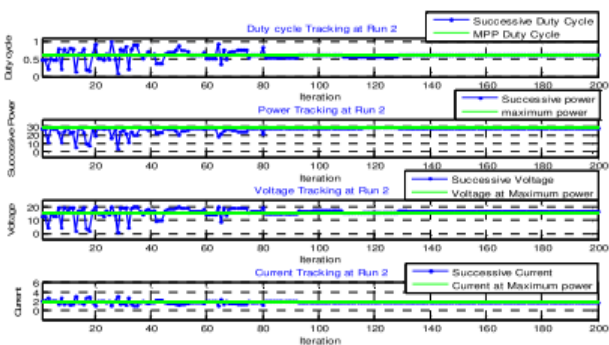 Duty cycle Tracking at Run 2
Successive Duty Cycle
MPP Duty Cycle
Duty cycle
1
0.5
0
20 40 60 80 100 120 140 160 180 200
Iteration
Power Tracking at Run 2
Successive power
maximum power
Successive Power
30
20
10
0
20 40 60 80 100 120 140 160 180 200
Iteration
Voltage Tracking at Run 2
Successive Voltage
Voltage at Maximum power
Voltage
20
10
0
20 40 60 80 100 120 140 160 180 200
Iteration
Current Tracking at Run 2
Successive Current
Current at Maximum power
Current
6
4
2
0
20 40 60 80 100 120 140 160 180 200
Iteration